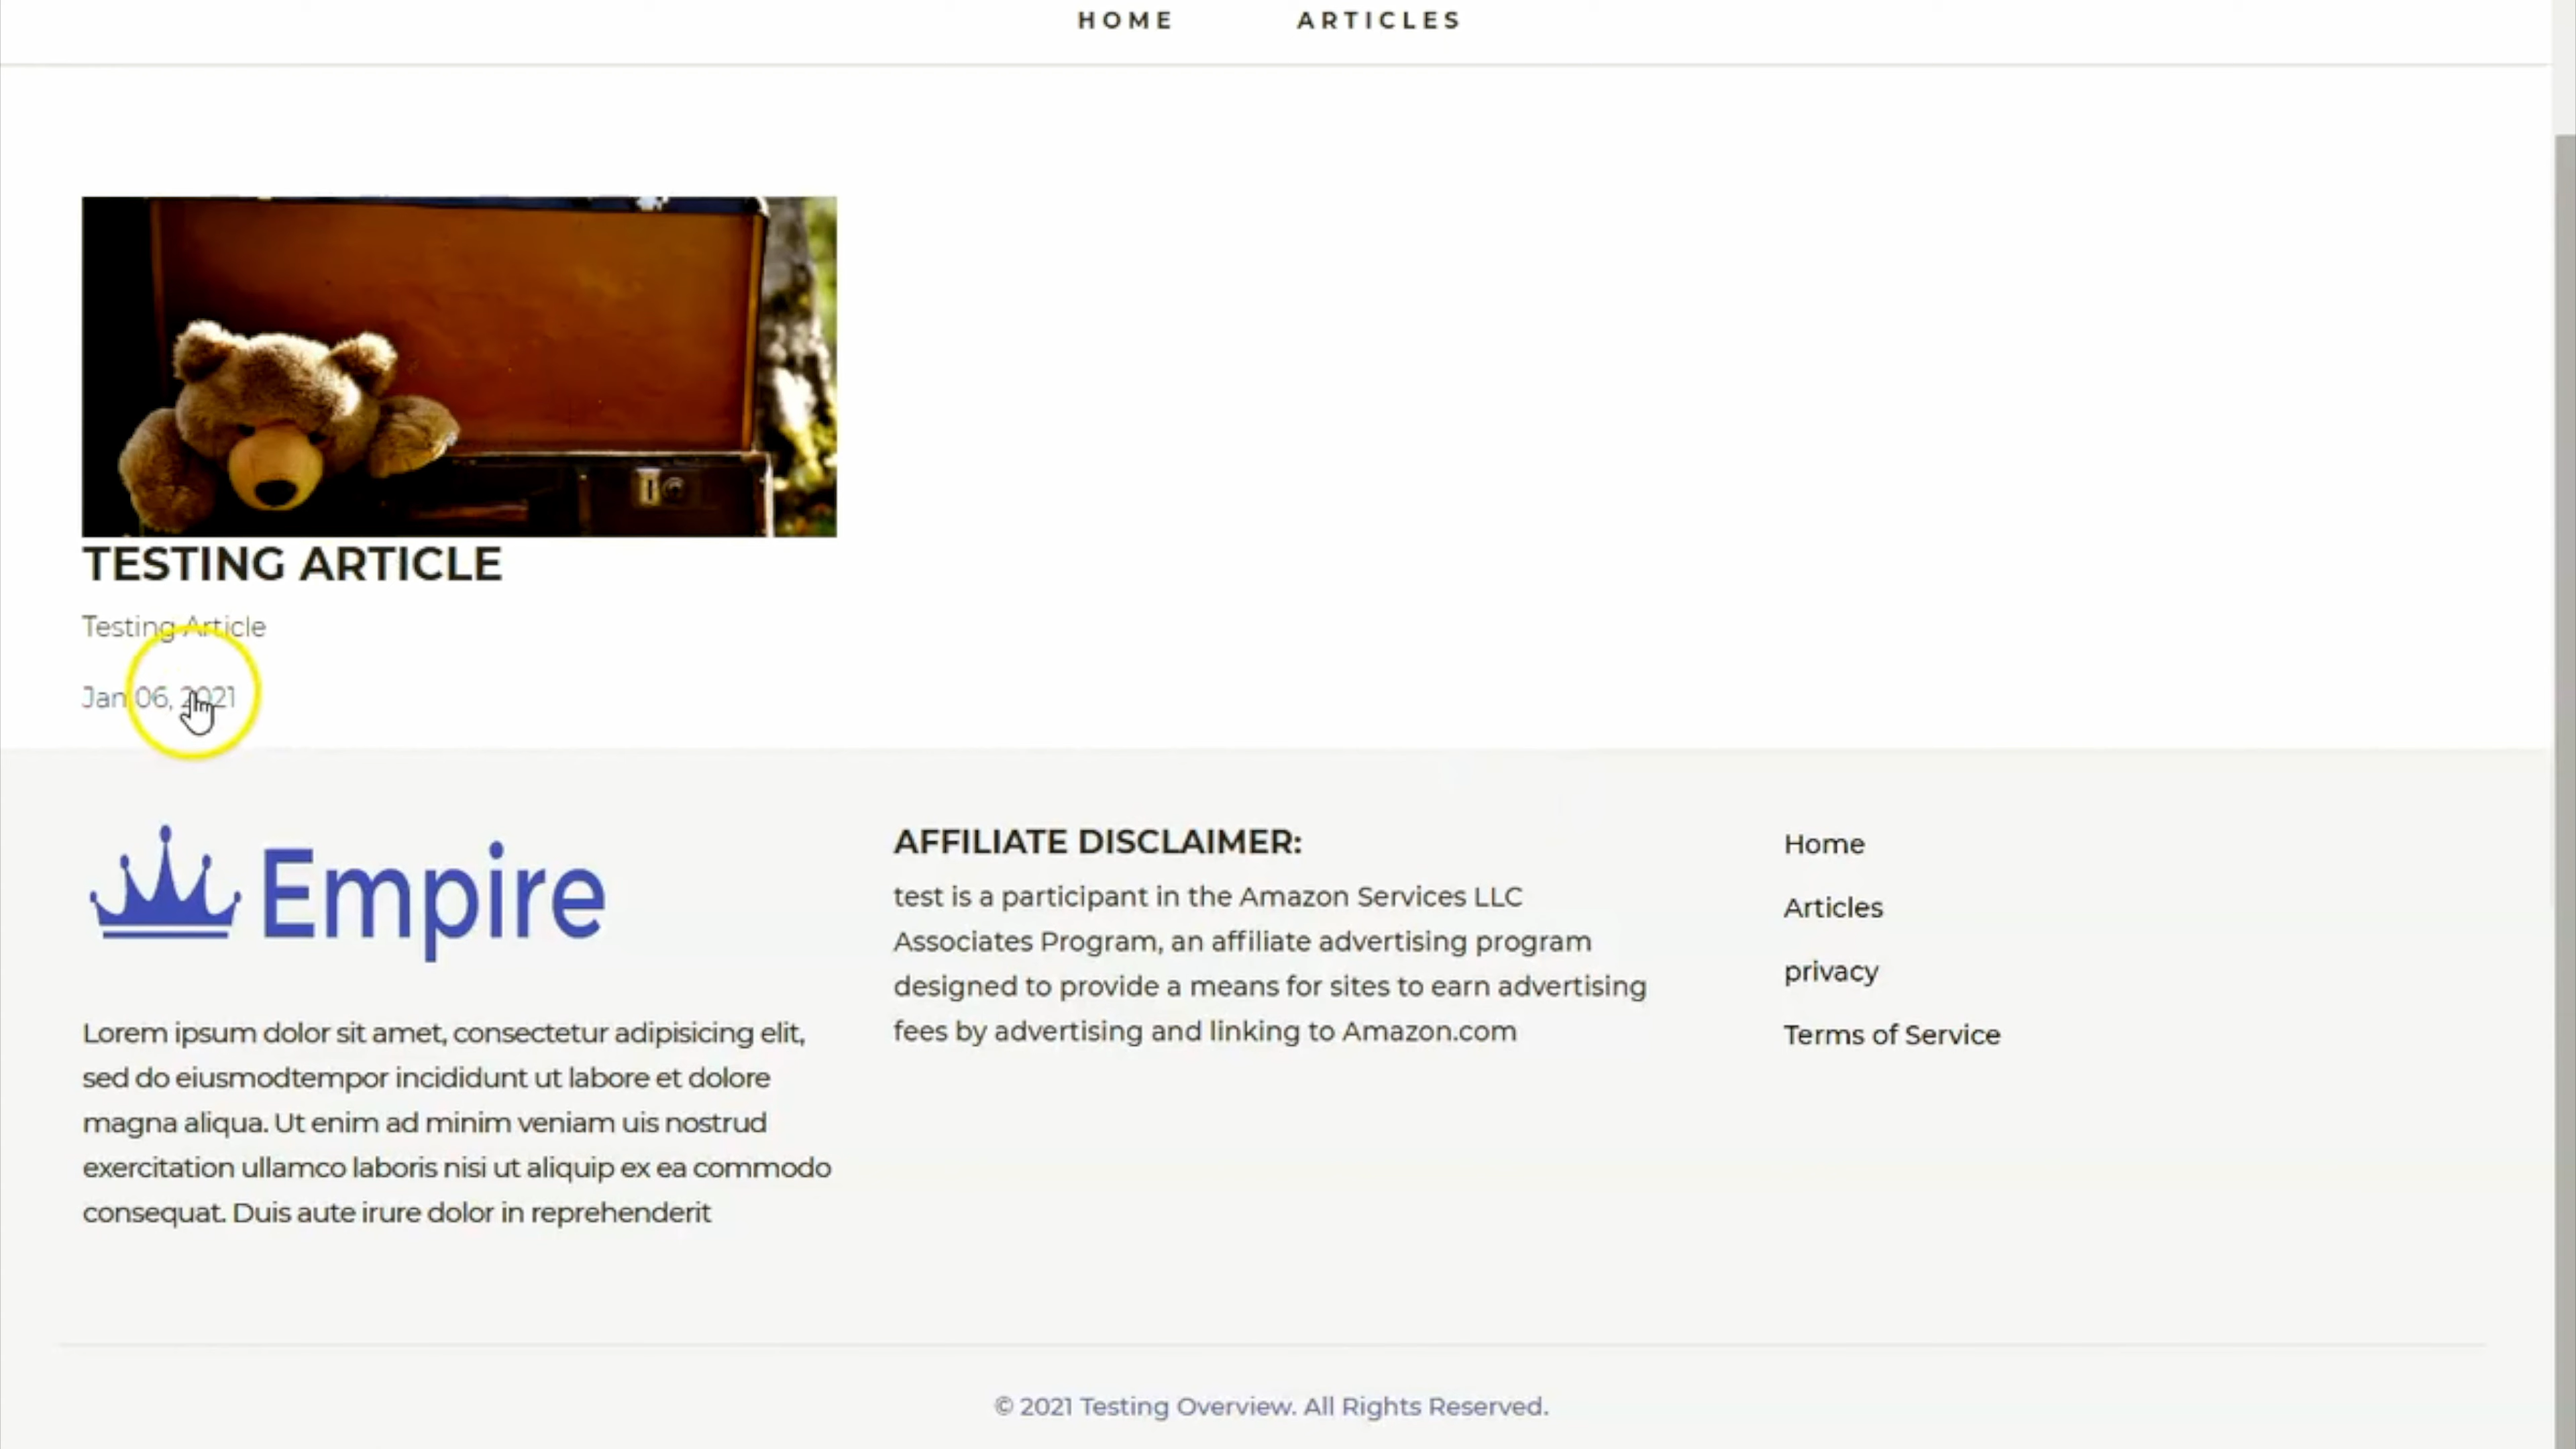 HOME ARTICLES
TESTING ARTICLE
Testing Article
Jan 06, 2021
Empire
Lorem ipsum dolor sit amet, consectetur adipisicing elit,
sed do eiusmodtempor incididunt ut labore et dolore
magna aliqua. Ut enim ad minim veniam uis nostrud
exercitation ullamco laboris nisi ut aliquip ex ea commodo
consequat. Duis aute irure dolor in reprehenderit
AFFILIATE DISCLAIMER:
test is a participant in the Amazon Services LLC
Associates Program, an affiliate advertising program
designed to provide a means for sites to earn advertising
fees by advertising and linking to Amazon.com
Home
Articles
privacy
Terms of Service
© 2021 Testing Overview. All Rights Reserved.